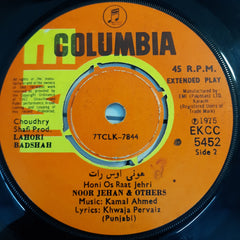 COLUMBIA
45 R.P.M.
EXTENDED PLAY
Manufactured by
EMI (Pakistan) LTD.
Karachi
(Registered Users
of Trade Mark)
Choudhry
Shafi Prod.
LAHORI
BADSHAH
7TCLK-7844
℗1975
EKCC
5452
Side 2
ہونی اوس رات
Honi Os Raat Jehri
NOOR JEHAN & OTHERS
Music: Kamal Ahmed
Lyrics: Khwaja Pervaiz
(Punjabi)